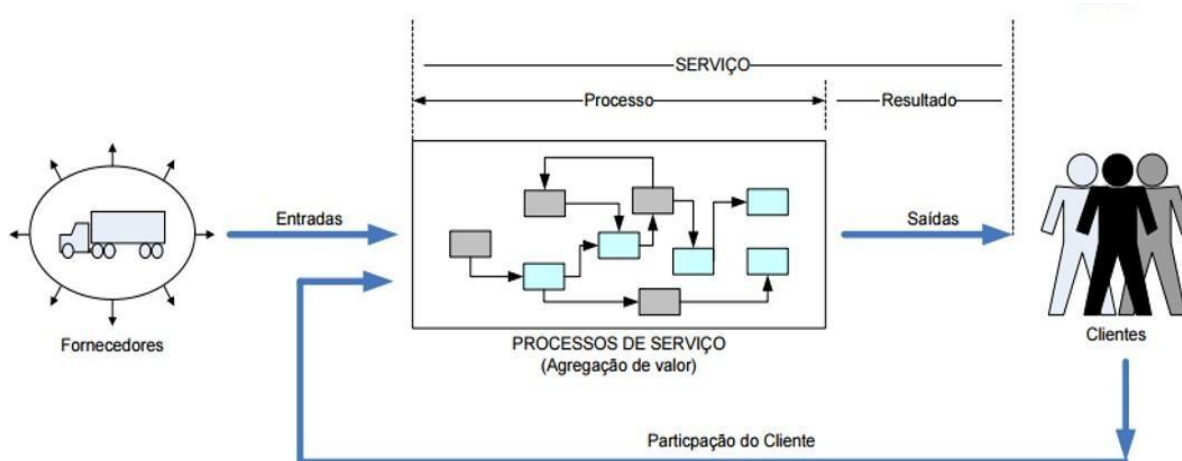 SERVIÇO
Processo
Resultado
Entradas
Saídas
Fornecedores
PROCESSOS DE SERVIÇO
(Agregação de valor)
Clientes
Particpação do Cliente